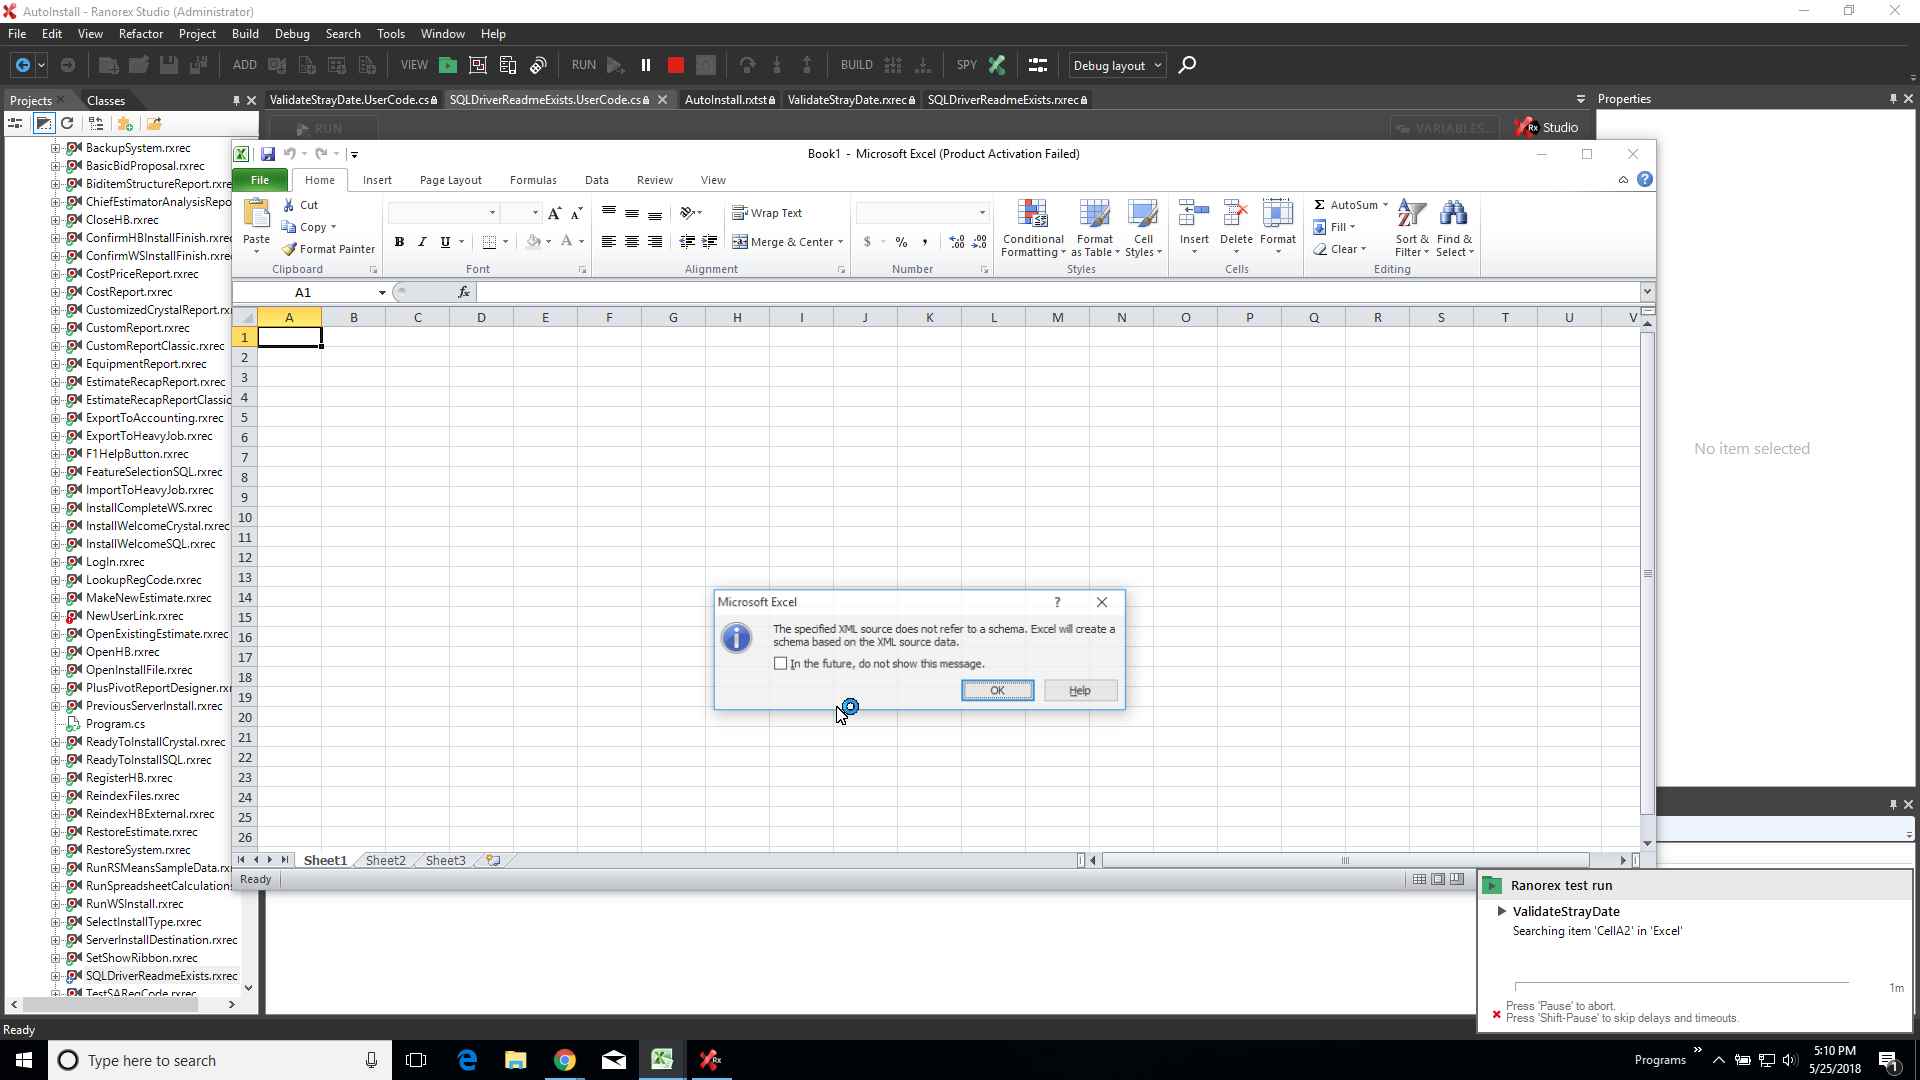 AutoInstall - Ranorex Studio (Administrator)
File Edit View Refactor Project Build Debug Search Tools Window Help
ADD VIEW RUN BUILD SPY Debug layout
Projects Classes
ValidateStrayDate.UserCode.cs SQLDriverReadmeExists.UserCode.cs AutoInstall.rxtst ValidateStrayDate.rxrec SQLDriverReadmeExists.rxrec
Properties
RUN VARIABLES... Rx Studio
BackupSystem.rxrec
BasicBidProposal.rxrec
BiditemStructureReport.rxre
ChiefEstimatorAnalysisRepo
CloseHB.rxrec
ConfirmHBInstallFinish.rxre
ConfirmWSInstallFinish.rxre
CostPriceReport.rxrec
CostReport.rxrec
CustomizedCrystalReport.rx
CustomReport.rxrec
CustomReportClassic.rxrec
EquipmentReport.rxrec
EstimateRecapReport.rxrec
EstimateRecapReportClassic
ExportToAccounting.rxrec
ExportToHeavyJob.rxrec
F1HelpButton.rxrec
FeatureSelectionSQL.rxrec
ImportToHeavyJob.rxrec
InstallCompleteWS.rxrec
InstallWelcomeCrystal.rxrec
InstallWelcomeSQL.rxrec
LogIn.rxrec
LookupRegCode.rxrec
MakeNewEstimate.rxrec
NewUserLink.rxrec
OpenExistingEstimate.rxrec
OpenHB.rxrec
OpenInstallFile.rxrec
PlusPivotReportDesigner.rx
PreviousServerInstall.rxrec
Program.cs
ReadyToInstallCrystal.rxrec
ReadyToInstallSQL.rxrec
RegisterHB.rxrec
ReindexFiles.rxrec
ReindexHBExternal.rxrec
RestoreEstimate.rxrec
RestoreSystem.rxrec
RunRSMeansSampleData.rx
RunSpreadsheetCalculations
RunWSInstall.rxrec
SelectInstallType.rxrec
ServerInstallDestination.rxrec
SetShowRibbon.rxrec
SQLDriverReadmeExists.rxrec
TestSARegCode.rxrec
Book1 - Microsoft Excel (Product Activation Failed)
File Home Insert Page Layout Formulas Data Review View
Paste
Cut
Copy
Format Painter
Clipboard
B I U A
Font
Wrap Text
Merge & Center
Alignment
$ % ,
Number
Conditional Formatting
Format as Table
Cell Styles
Styles
Insert Delete Format
Cells
Σ AutoSum
Fill
Clear
Sort & Filter
Find & Select
Editing
A1 fx
A B C D E F G H I J K L M N O P Q R S T U V
1
2
3
4
5
6
7
8
9
10
11
12
13
14
15
16
17
18
19
20
21
22
23
24
25
26
Microsoft Excel
The specified XML source does not refer to a schema. Excel will create a
schema based on the XML source data.
In the future, do not show this message.
OK Help
Sheet1 Sheet2 Sheet3
Ready
No item selected
Ranorex test run
ValidateStrayDate
Searching item 'CellA2' in 'Excel'
1m
Press 'Pause' to abort.
Press 'Shift-Pause' to skip delays and timeouts.
Ready
Type here to search
Programs
5:10 PM
5/25/2018
1